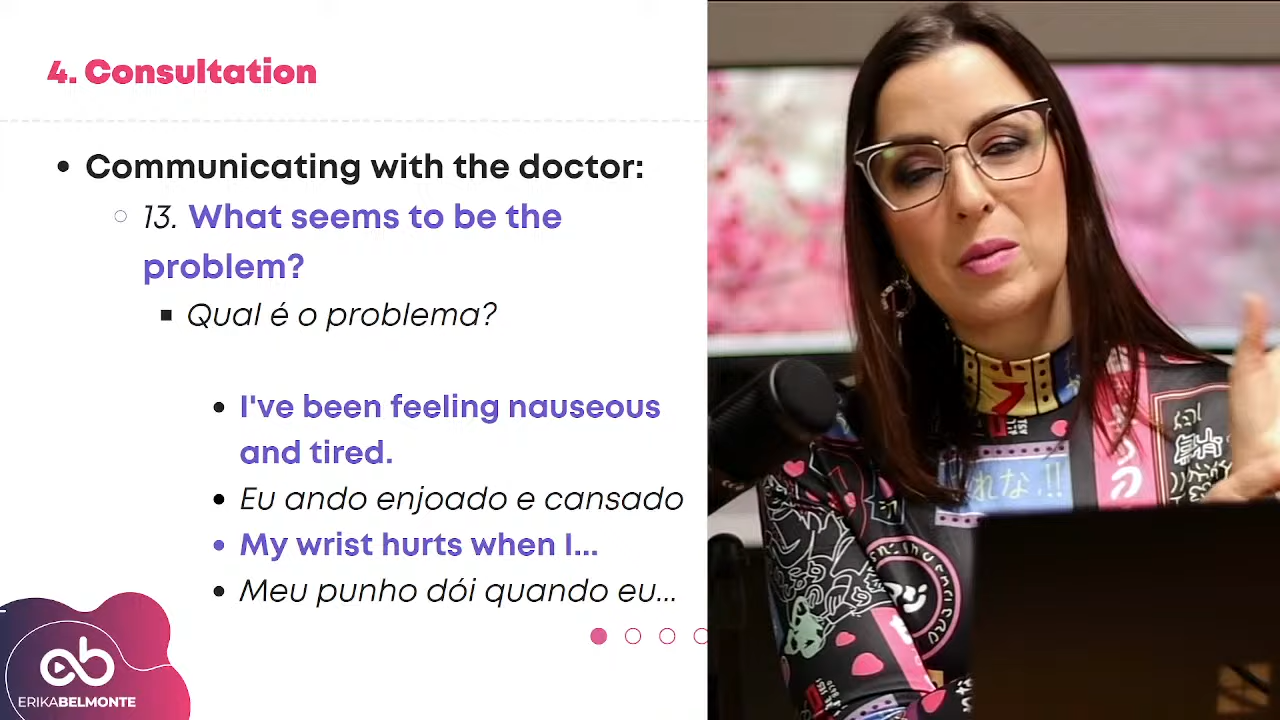 4. Consultation
• Communicating with the doctor:
13. What seems to be the
problem?
Qual é o problema?
• I've been feeling nauseous
and tired.
• Eu ando enjoado e cansado
• My wrist hurts when I...
• Meu punho dói quando eu...
eb
ERIKABELMONTE